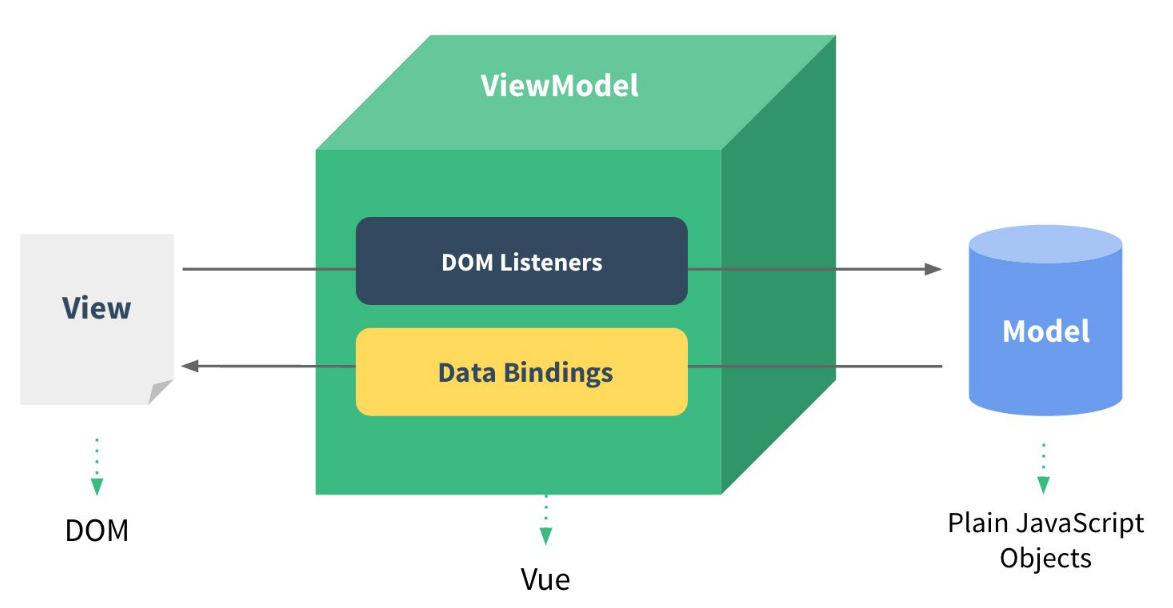 ViewModel
DOM Listeners
View
Data Bindings
Model
DOM
Vue
Plain JavaScript
Objects